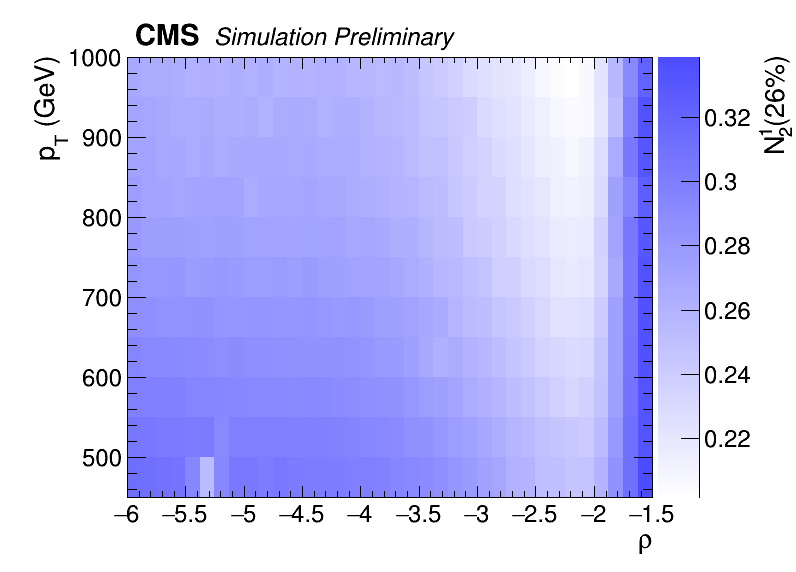 CMS Simulation Preliminary
1000
900
800
700
600
500
p_T (GeV)
−6 −5.5 −5 −4.5 −4 −3.5 −3 −2.5 −2 −1.5
ρ
0.32
0.3
0.28
0.26
0.24
0.22
N_2^1(26%)